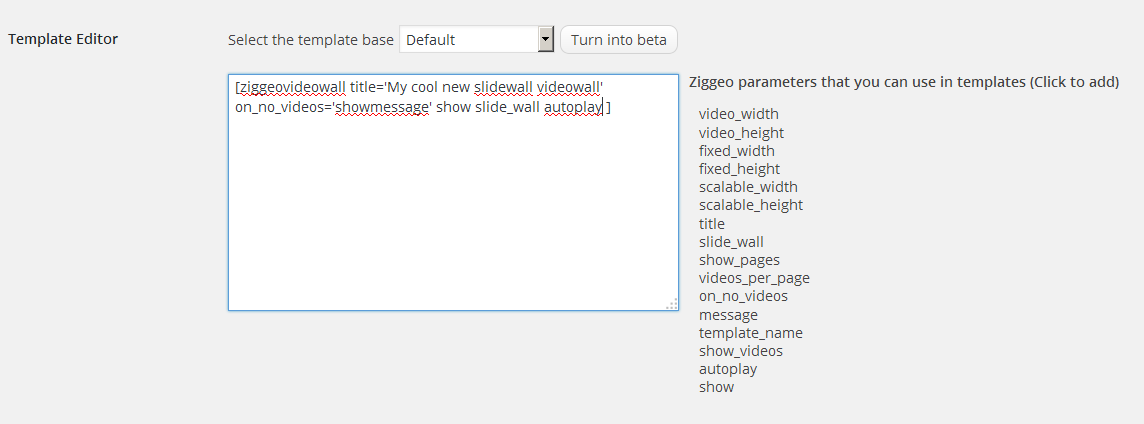 Template Editor
Select the template base Default Turn into beta
[ziggeovideowall title='My cool new slidewall videowall'
on_no_videos='showmessage' show slide_wall autoplay ]
Ziggeo parameters that you can use in templates (Click to add)
video_width
video_height
fixed_width
fixed_height
scalable_width
scalable_height
title
slide_wall
show_pages
videos_per_page
on_no_videos
message
template_name
show_videos
autoplay
show